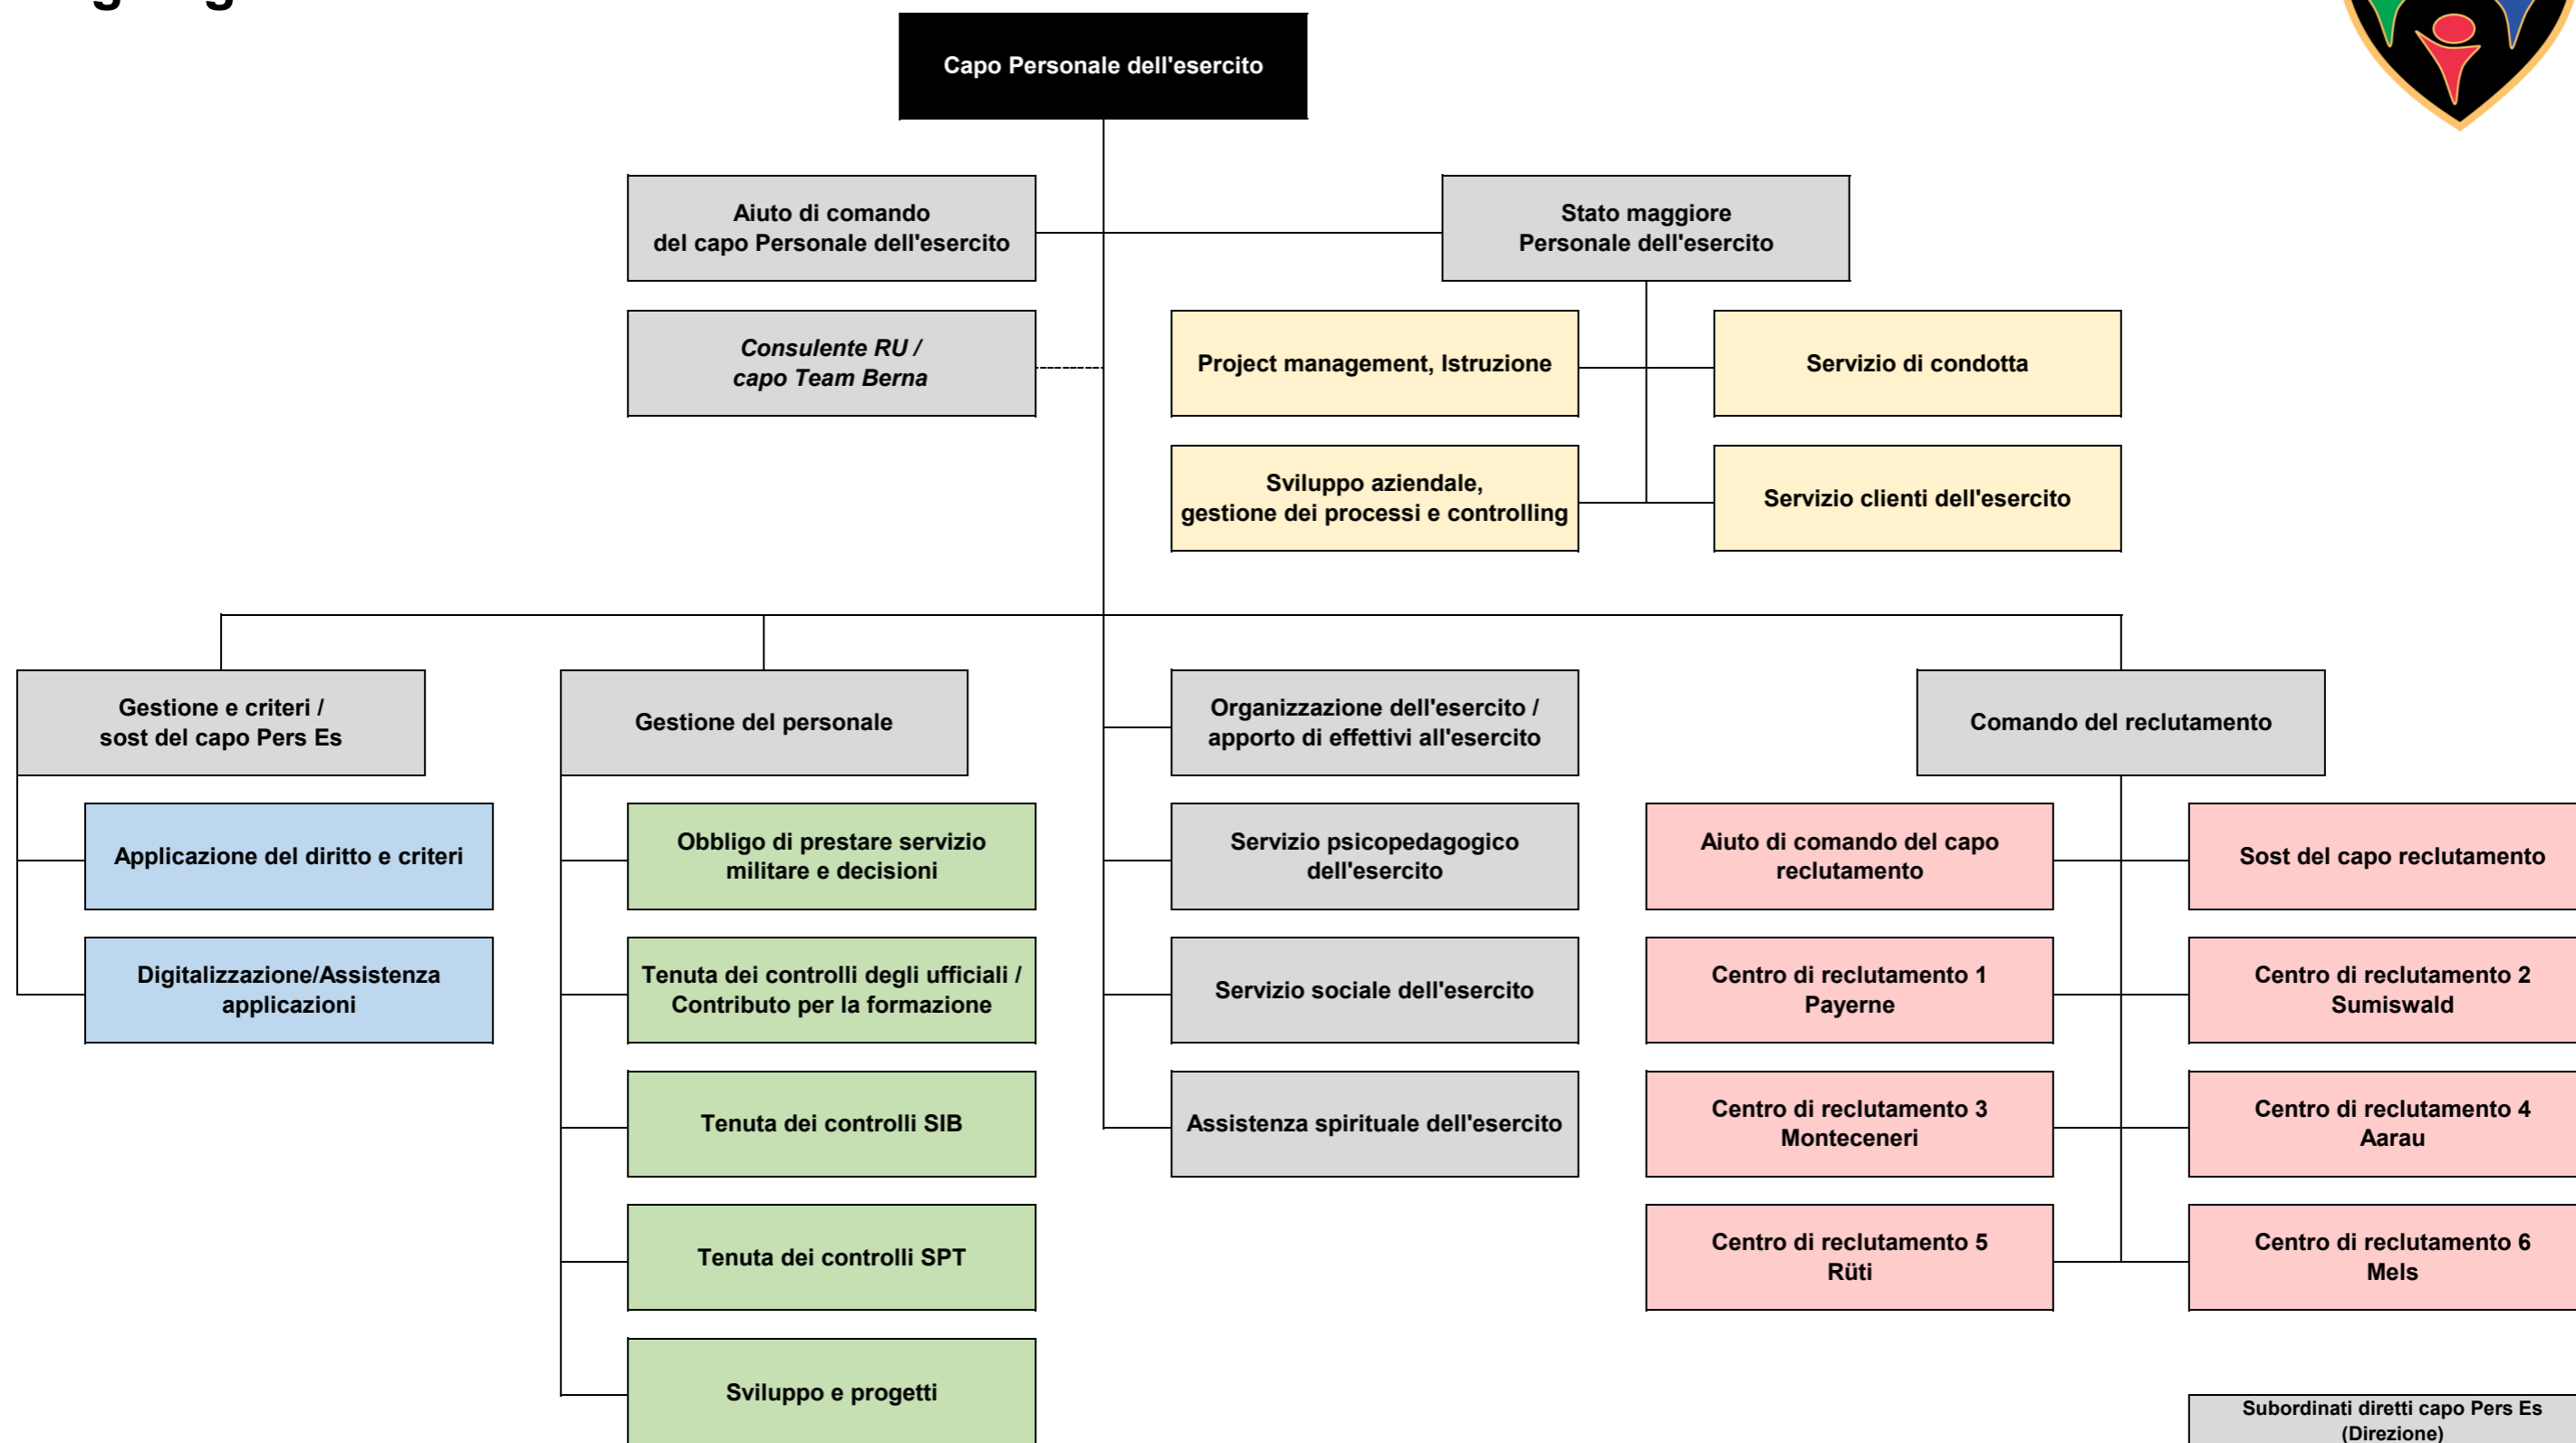 Capo Personale dell'esercito
Aiuto di comando
del capo Personale dell'esercito
Stato maggiore
Personale dell'esercito
Consulente RU /
capo Team Berna
Project management, Istruzione
Servizio di condotta
Sviluppo aziendale,
gestione dei processi e controlling
Servizio clienti dell'esercito
Gestione e criteri /
sost del capo Pers Es
Gestione del personale
Organizzazione dell'esercito /
apporto di effettivi all'esercito
Comando del reclutamento
Applicazione del diritto e criteri
Obbligo di prestare servizio
militare e decisioni
Servizio psicopedagogico
dell'esercito
Aiuto di comando del capo
reclutamento
Sost del capo reclutamento
Digitalizzazione/Assistenza
applicazioni
Tenuta dei controlli degli ufficiali /
Contributo per la formazione
Servizio sociale dell'esercito
Centro di reclutamento 1
Payerne
Centro di reclutamento 2
Sumiswald
Tenuta dei controlli SIB
Assistenza spirituale dell'esercito
Centro di reclutamento 3
Monteceneri
Centro di reclutamento 4
Aarau
Tenuta dei controlli SPT
Centro di reclutamento 5
Rüti
Centro di reclutamento 6
Mels
Sviluppo e progetti
Subordinati diretti capo Pers Es
(Direzione)